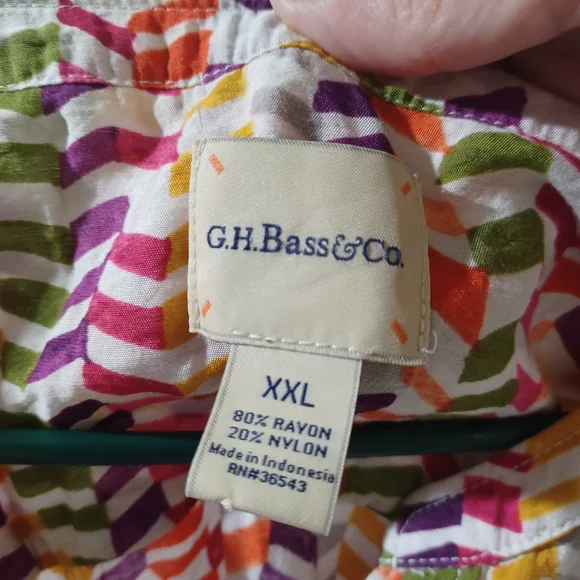 G.H.Bass&Co.
XXL
80% RAYON
20% NYLON
Made in Indonesia
RN#36543